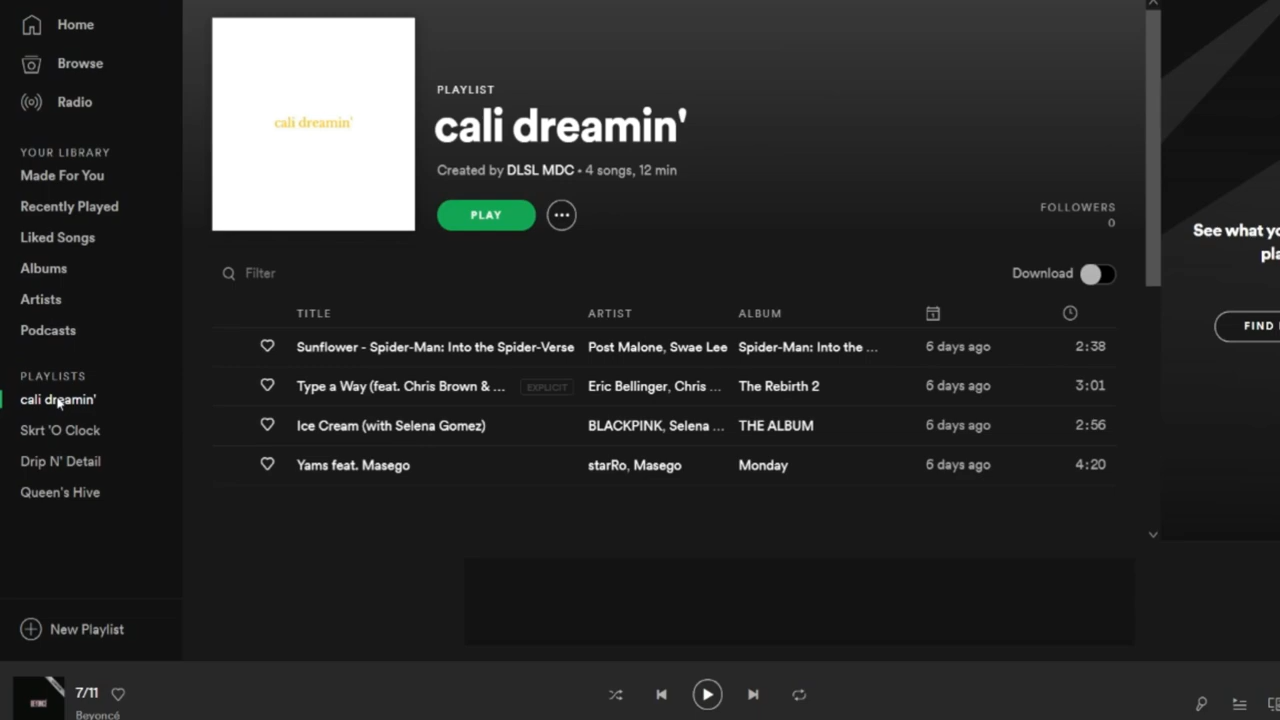 Home
Browse
Radio
YOUR LIBRARY
Made For You
Recently Played
Liked Songs
Albums
Artists
Podcasts
PLAYLISTS
cali dreamin'
Skrt 'O Clock
Drip N' Detail
Queen's Hive
New Playlist
cali dreamin'
PLAYLIST
cali dreamin'
Created by DLSL MDC • 4 songs, 12 min
PLAY
FOLLOWERS
0
Filter
Download
TITLE ARTIST ALBUM
Sunflower - Spider-Man: Into the Spider-Verse Post Malone, Swae Lee Spider-Man: Into the ... 6 days ago 2:38
Type a Way (feat. Chris Brown & ... EXPLICIT Eric Bellinger, Chris ... The Rebirth 2 6 days ago 3:01
Ice Cream (with Selena Gomez) BLACKPINK, Selena ... THE ALBUM 6 days ago 2:56
Yams feat. Masego starRo, Masego Monday 6 days ago 4:20
See what yo
pla
FIND
7/11
Beyoncé
BEYONCÉ